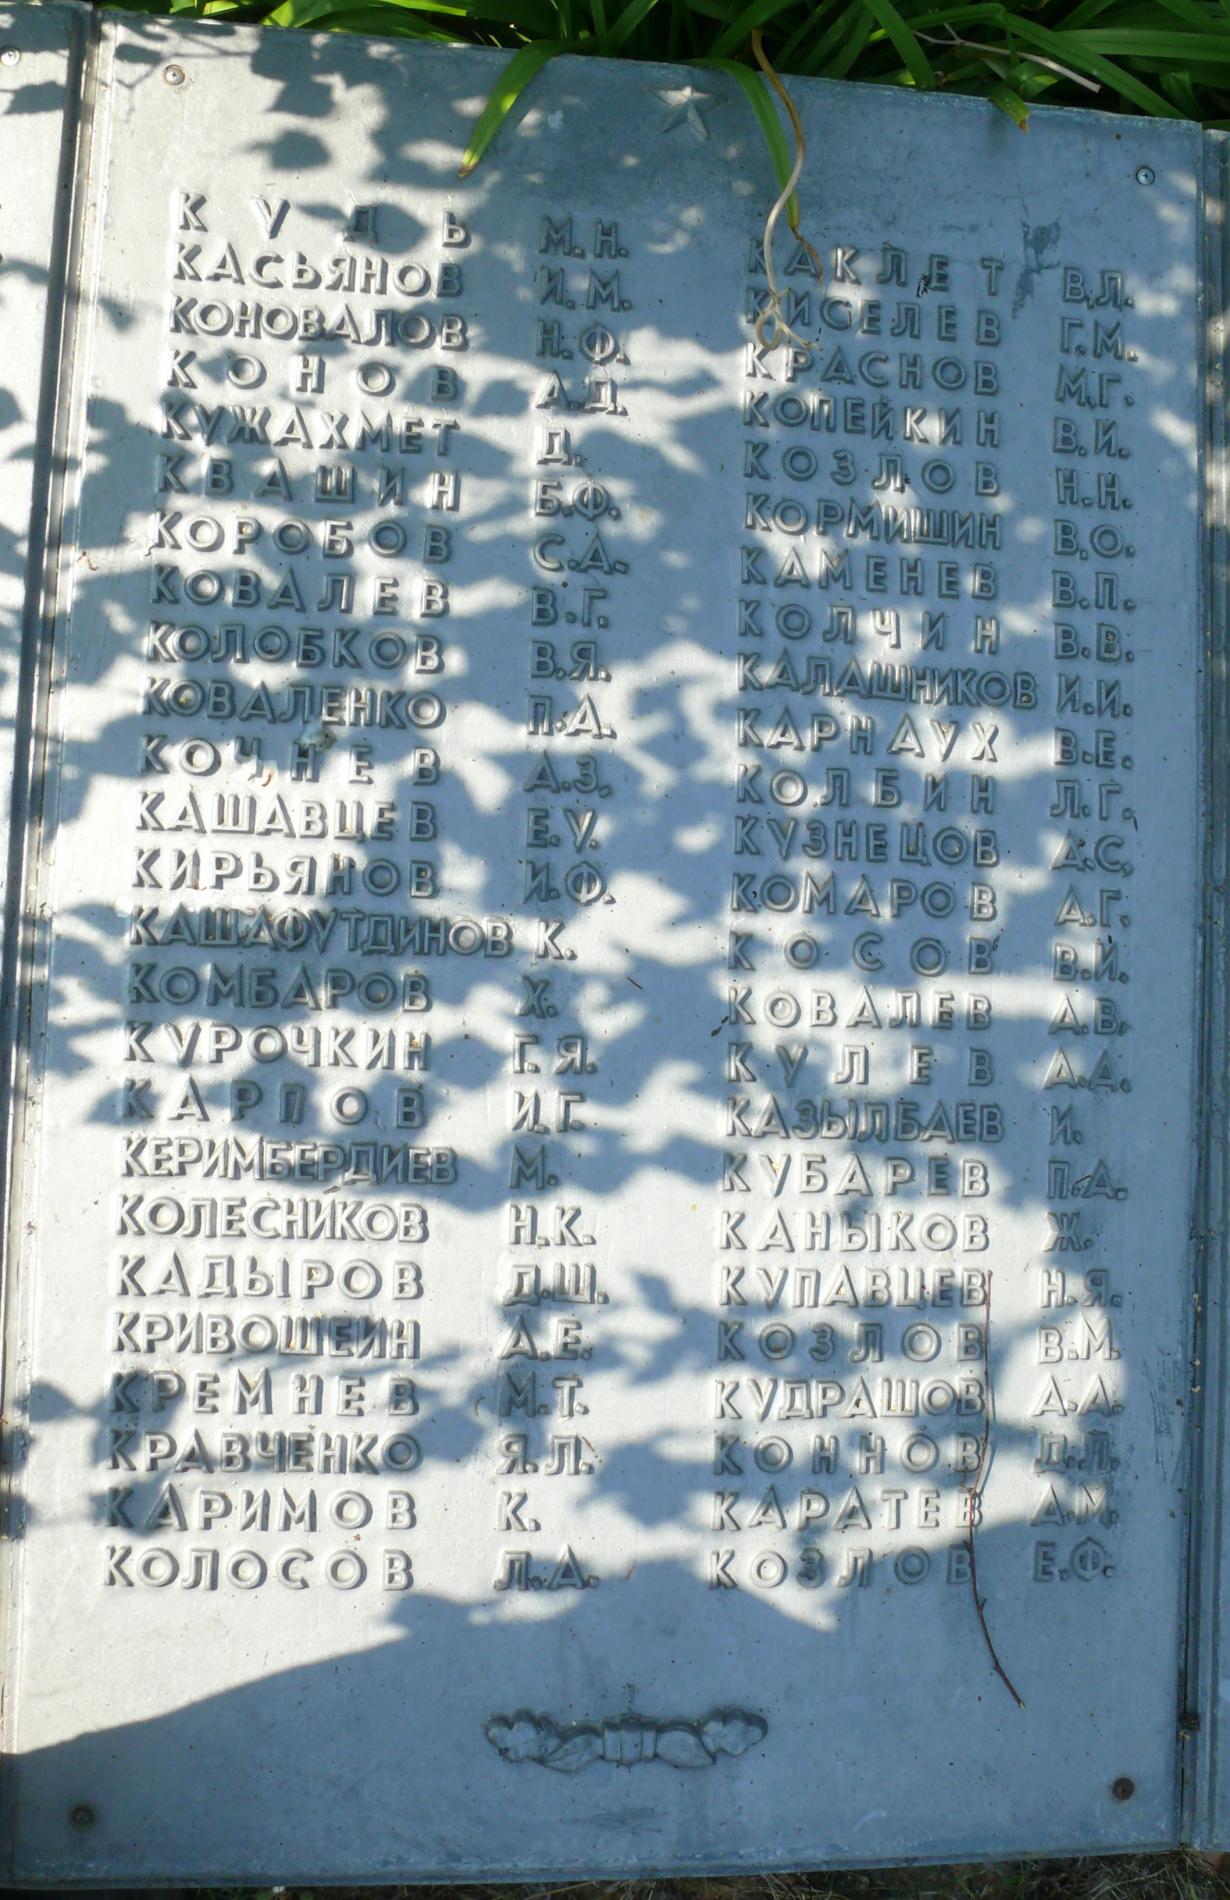 КУДЬ М.Н.
КАСЬЯНОВ И.М.
КОНОВАЛОВ Н.Ф.
КОНОВ А.Д.
КУЖАХМЕТ Д.
КВАШИН Б.Ф.
КОРОБОВ С.А.
КОВАЛЕВ В.Г.
КОЛОБКОВ В.Я.
КОВАЛЕНКО П.А.
КОЧНЕВ А.З.
КАШАВЦЕВ Е.У.
КИРЬЯНОВ И.Ф.
КАШАФУТДИНОВ К.
КОМБАРОВ Х.
КУРОЧКИН Г.Я.
КАРПОВ И.Г.
КЕРИМБЕРДИЕВ М.
КОЛЕСНИКОВ Н.К.
КАДЫРОВ Д.Ш.
КРИВОШЕИН А.Е.
КРЕМНЕВ М.Т.
КРАВЧЕНКО Я.Л.
КАРИМОВ К.
КОЛОСОВ Л.А.
КАКЛЕТ В.Л.
КИСЕЛЕВ Г.М.
КРАСНОВ М.Г.
КОПЕЙКИН В.И.
КОЗЛОВ Н.Н.
КОРМИШИН В.О.
КАМЕНЕВ В.П.
КОЛЧИН В.В.
КАЛАШНИКОВ И.И.
КАРНАУХ В.Е.
КОЛБИН Л.Г.
КУЗНЕЦОВ А.С.
КОМАРОВ А.Г.
КОСОВ В.И.
КОВАЛЕВ А.В.
КУЛЕВ А.А.
КАЗЫЛБАЕВ И.
КУБАРЕВ П.А.
КАНЫКОВ Ж.
КУПАВЦЕВ Н.Я.
КОЗЛОВ В.М.
КУДРАШОВ А.А.
КОННОВ Д.П.
КАРАТЕВ А.М.
КОЗЛОВ Е.Ф.